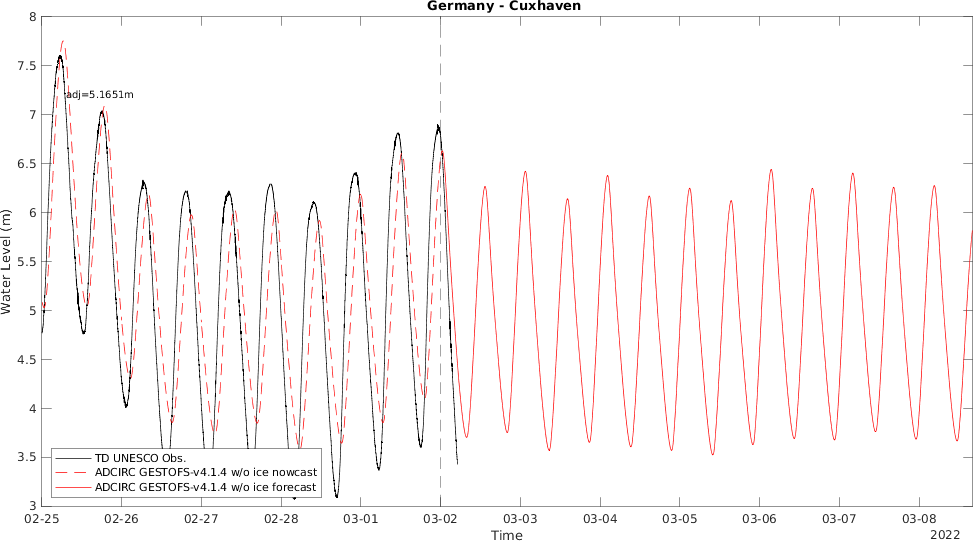 Germany - Cuxhaven
8
7.5
7
6.5
6
5.5
5
4.5
4
3.5
3
Water Level (m)
adj=5.1651m
TD UNESCO Obs.
ADCIRC GESTOFS-v4.1.4 w/o ice nowcast
ADCIRC GESTOFS-v4.1.4 w/o ice forecast
02-25 02-26 02-27 02-28 03-01 03-02 03-03 03-04 03-05 03-06 03-07 03-08
Time
2022